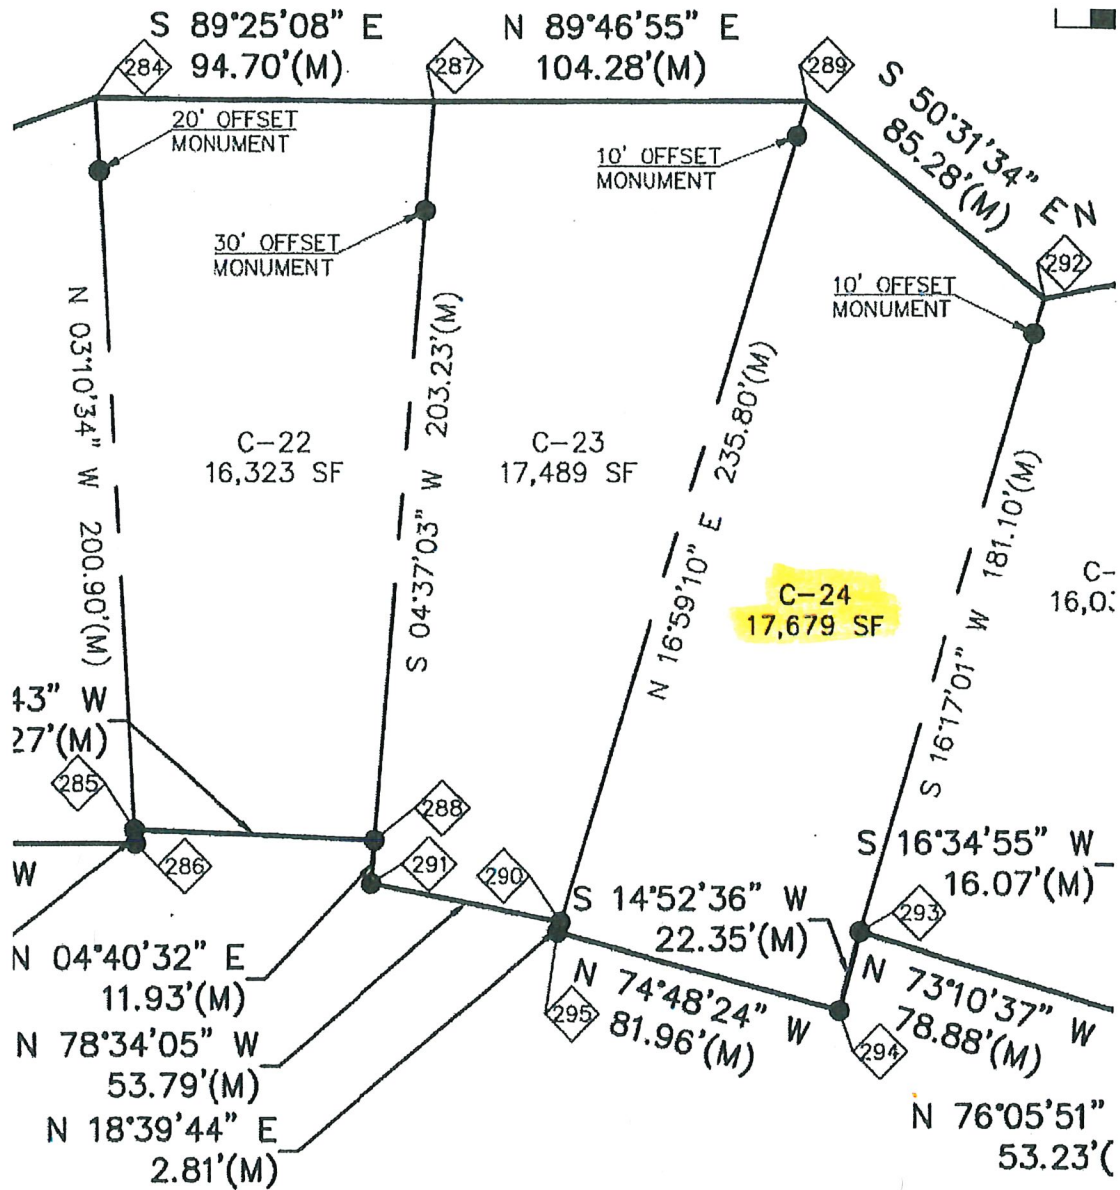 S 89°25'08" E
94.70'(M)
N 89°46'55" E
104.28'(M)
284
287
289
S 50°31'34" E
85.28'(M)
N
292
20' OFFSET
MONUMENT
30' OFFSET
MONUMENT
10' OFFSET
MONUMENT
10' OFFSET
MONUMENT
N 03°10'34" W 200.90'(M)
C-22
16,323 SF
S 04°37'03" W 203.23'(M)
C-23
17,489 SF
N 16°59'10" E 235.80'(M)
C-24
17,679 SF
S 16°17'01" W 181.10'(M)
C-
16,0
43" W
27'(M)
285
286
288
291
290
W
S 14°52'36" W
22.35'(M)
S 16°34'55" W
16.07'(M)
293
N 04°40'32" E
11.93'(M)
N 78°34'05" W
53.79'(M)
N 18°39'44" E
2.81'(M)
295
N 74°48'24" W
81.96'(M)
N 73°10'37" W
78.88'(M)
294
N 76°05'51"
53.23'(